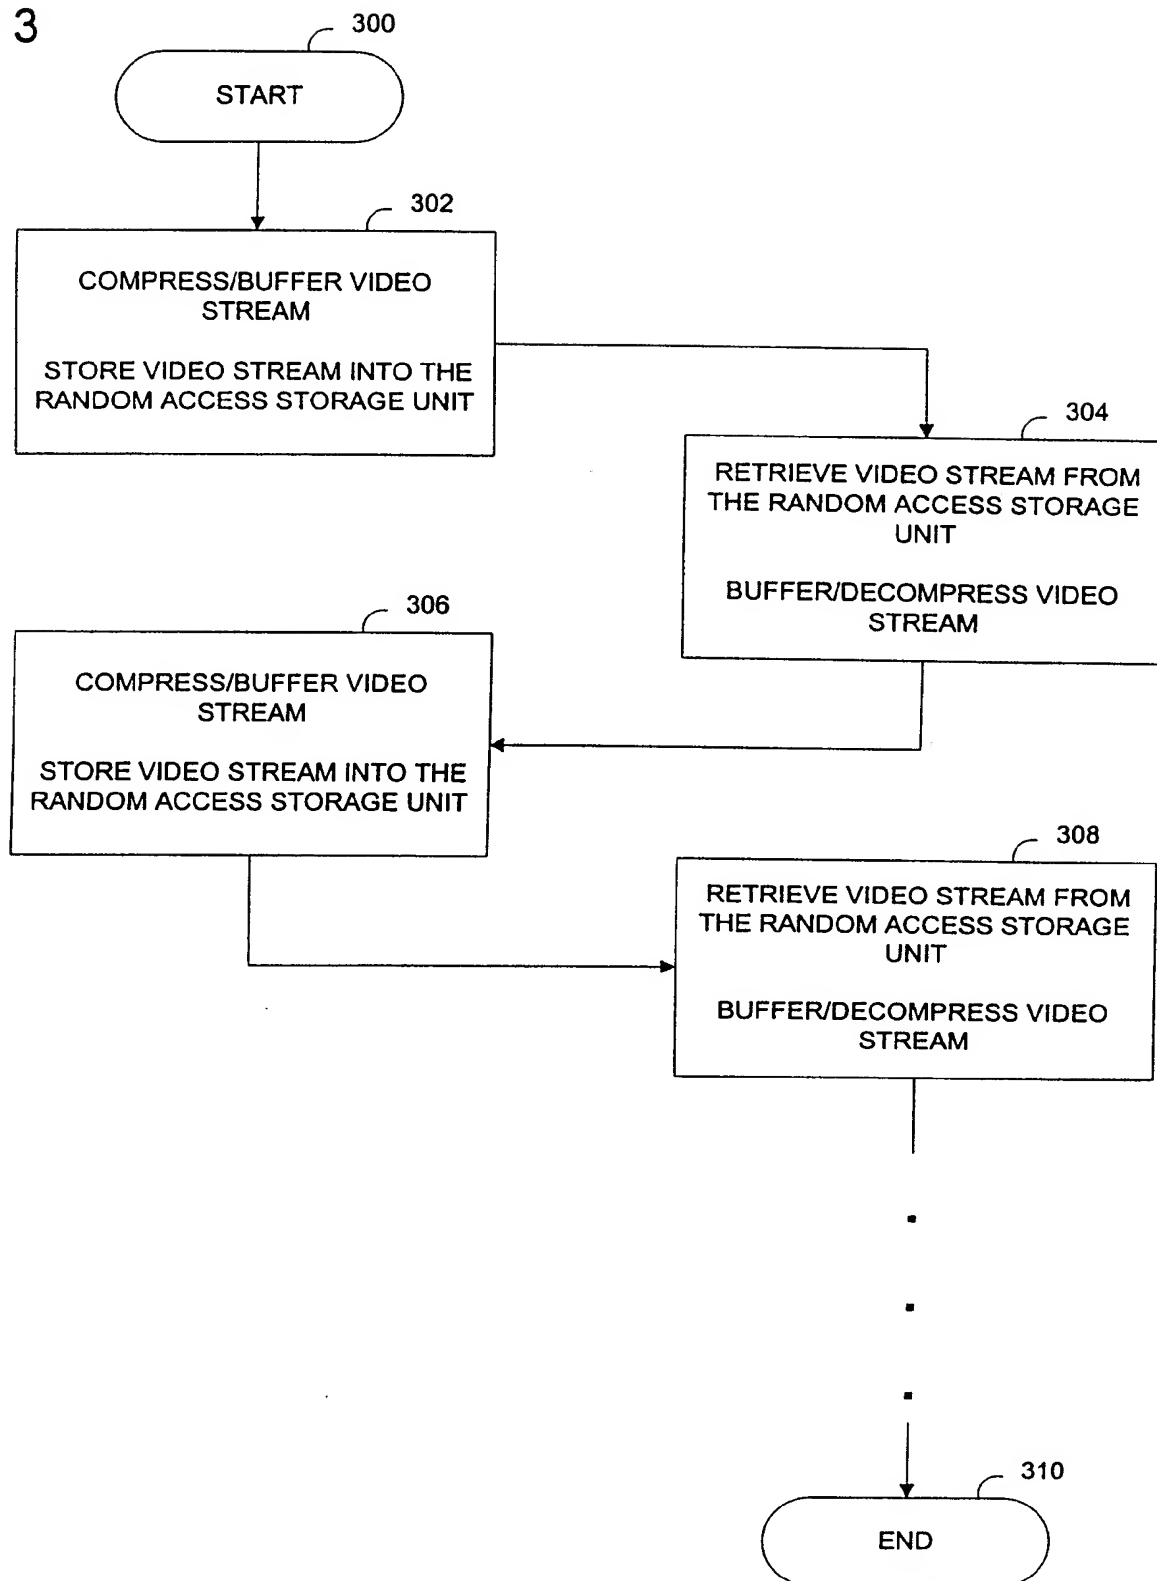 3
300
START
302
COMPRESS/BUFFER VIDEO
STREAM
STORE VIDEO STREAM INTO THE
RANDOM ACCESS STORAGE UNIT
304
RETRIEVE VIDEO STREAM FROM
THE RANDOM ACCESS STORAGE
UNIT
BUFFER/DECOMPRESS VIDEO
STREAM
306
COMPRESS/BUFFER VIDEO
STREAM
STORE VIDEO STREAM INTO THE
RANDOM ACCESS STORAGE UNIT
308
RETRIEVE VIDEO STREAM FROM
THE RANDOM ACCESS STORAGE
UNIT
BUFFER/DECOMPRESS VIDEO
STREAM
310
END